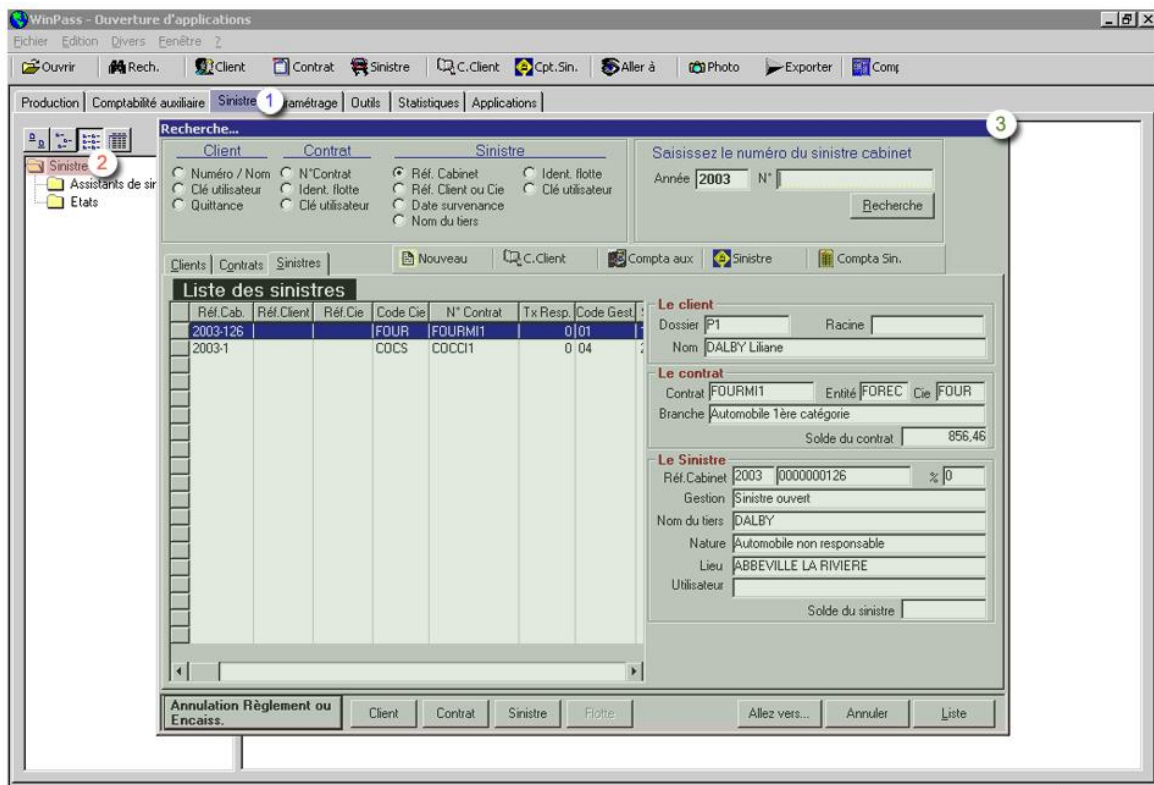 WinPass - Ouverture d'applications
Fichier Edition Divers Fenêtre ?
Ouvrir Rech. Client Contrat Sinistre C.Client Cpt.Sin. Aller à Photo Exporter
Production Comptabilité auxiliaire Sinistre 1 Outils Statistiques Applications
Recherche... 3
Client Contrat Sinistre Saisissez le numéro du sinistre cabinet
Sinistre 2
Assistants de
Etats
Numéro / Nom N°Contrat Réf. Cabinet Ident. flotte Année 2003 N°
Clé utilisateur Ident. flotte Réf. Client ou Cie Clé utilisateur
Quittance Clé utilisateur Date survenance Recherche
Nom du tiers
Clients Contrats Sinistres Nouveau C.Client Compta aux Sinistre Compta Sin.
Liste des sinistres
Réf.Cab. Réf.Client Réf.Cie Code Cie N° Contrat Tx Resp. Code Gest.
2003-126 FOUR FOURMI1 0 01
2003-1 COCS COCCI1 0 04
Le client
Dossier P1 Racine
Nom DALBY Liliane
Le contrat
Contrat FOURMI1 Entité FOREC Cie FOUR
Branche Automobile 1ère catégorie
Solde du contrat 856,46
Le Sinistre
Réf.Cabinet 2003 0000000126 % 0
Gestion Sinistre ouvert
Nom du tiers DALBY
Nature Automobile non responsable
Lieu ABBEVILLE LA RIVIERE
Utilisateur
Solde du sinistre
Annulation Règlement ou
Encaiss.
Client Contrat Sinistre Flotte Allez vers... Annuler Liste